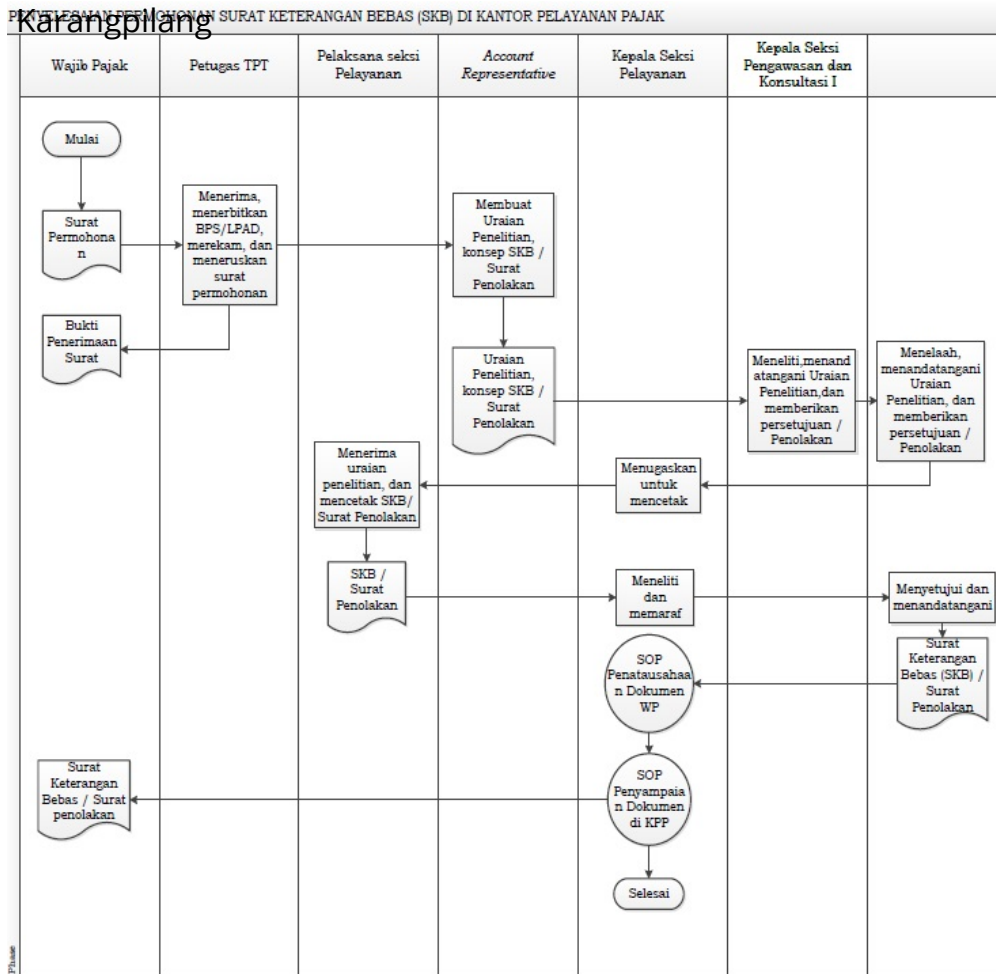 PENYELESAIAN PERMOHONAN SURAT KETERANGAN BEBAS (SKB) DI KANTOR PELAYANAN PAJAK
Karangpilang
Wajib Pajak
Petugas TPT
Pelaksana seksi
Pelayanan
Account
Representative
Kepala Seksi
Pelayanan
Kepala Seksi
Pengawasan dan
Konsultasi I
Mulai
Surat
Permohona
n
Menerima,
menerbitkan
BPS/LPAD,
merekam, dan
meneruskan
surat
permohonan
Membuat
Uraian
Penelitian,
konsep SKB /
Surat
Penolakan
Bukti
Penerimaan
Surat
Uraian
Penelitian,
konsep SKB /
Surat
Penolakan
Meneliti,menand
atangani Uraian
Penelitian,dan
memberikan
persetujuan /
Penolakan
Menelaah,
menandatangani
Uraian
Penelitian, dan
memberikan
persetujuan /
Penolakan
Menugaskan
untuk
mencetak
Menerima
uraian
penelitian, dan
mencetak SKB/
Surat Penolakan
SKB /
Surat
Penolakan
Meneliti
dan
memaraf
Menyetujui dan
menandatangani
Surat
Keterangan
Bebas (SKB) /
Surat
Penolakan
SOP
Penatausahaa
n Dokumen
WP
SOP
Penyampaia
n Dokumen
di KPP
Surat
Keterangan
Bebas / Surat
penolakan
Selesai
Phase